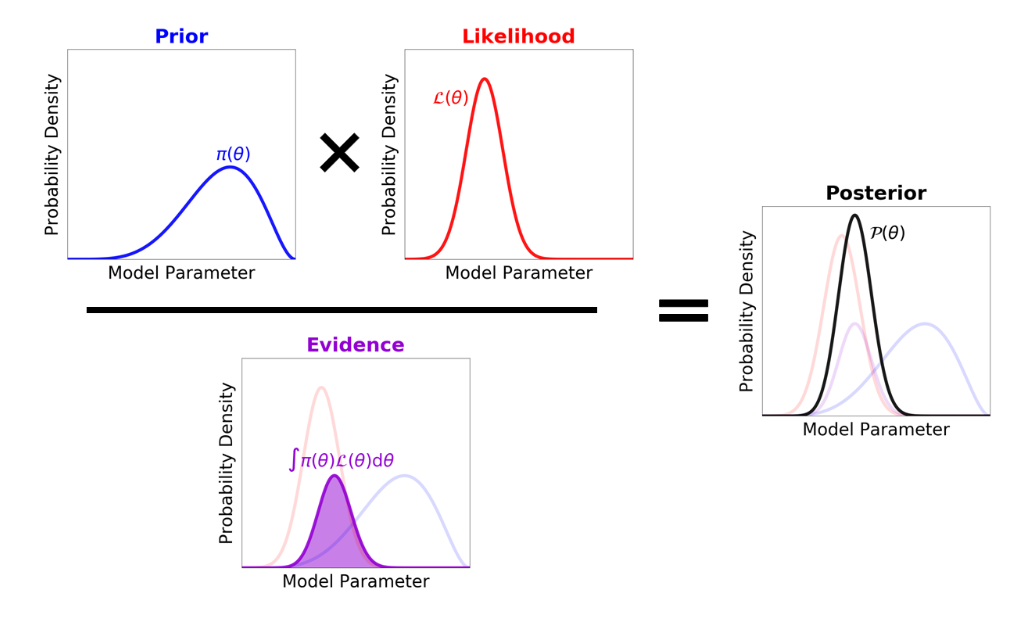 Prior
Probability Density
π(θ)
Model Parameter
×
Likelihood
Probability Density
ℒ(θ)
Model Parameter
Evidence
Probability Density
∫π(θ)ℒ(θ)dθ
Model Parameter
=
Posterior
Probability Density
𝒫(θ)
Model Parameter